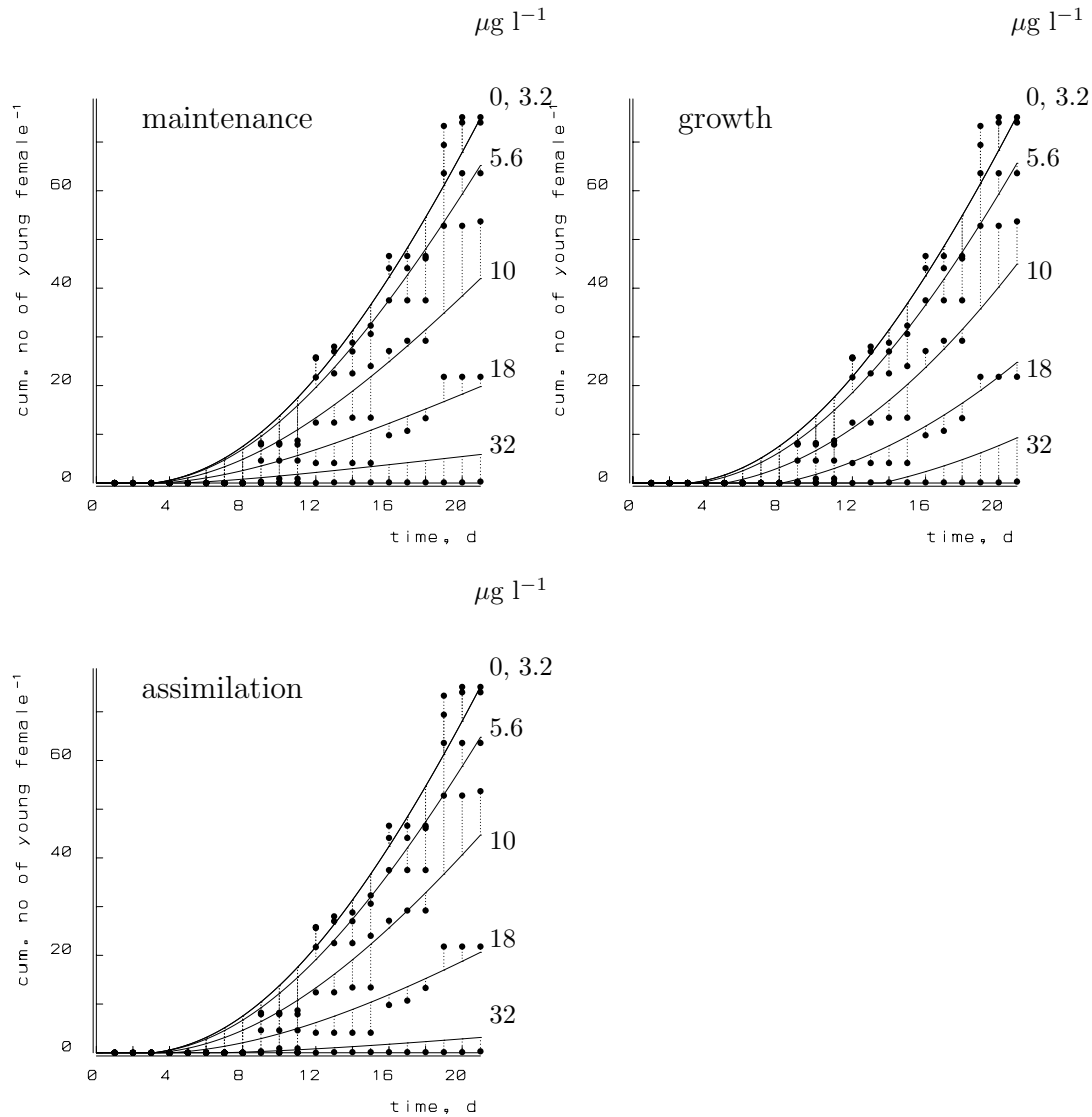 μg l⁻¹
maintenance
0, 3.2
5.6
10
18
32
cum. no of young female⁻¹
60
40
20
0
0 4 8 12 16 20
time, d
μg l⁻¹
growth
0, 3.2
5.6
10
18
32
cum. no of young female⁻¹
60
40
20
0
0 4 8 12 16 20
time, d
μg l⁻¹
assimilation
0, 3.2
5.6
10
18
32
cum. no of young female⁻¹
60
40
20
0
0 4 8 12 16 20
time, d